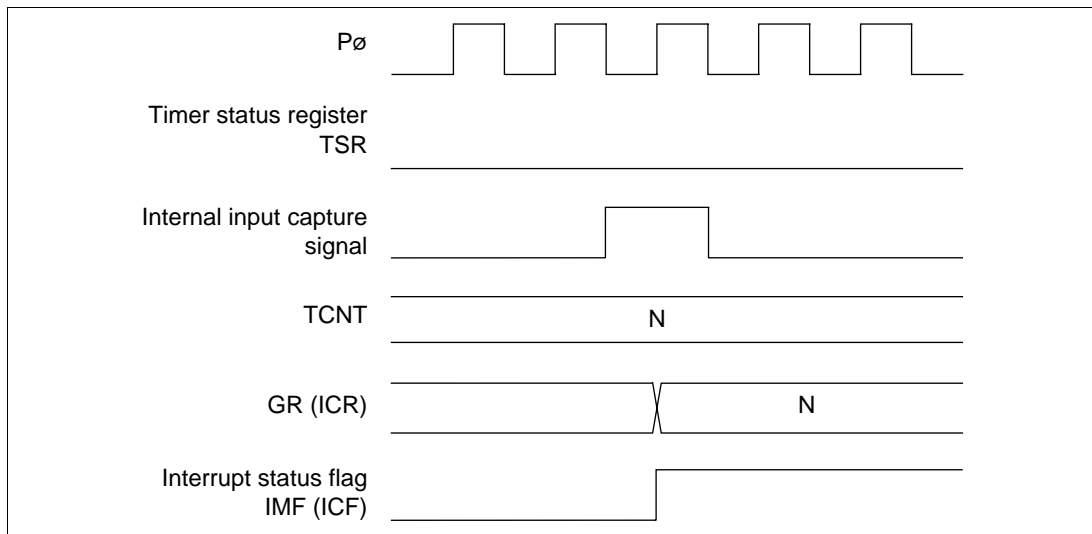 Pø
Timer status register
TSR
Internal input capture
signal
TCNT
N
GR (ICR)
N
Interrupt status flag
IMF (ICF)